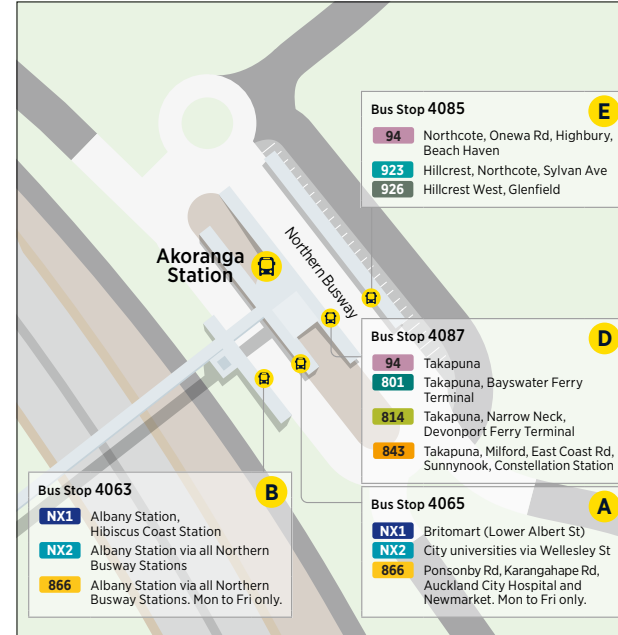 Bus Stop 4085
E
94 Northcote, Onewa Rd, Highbury,
Beach Haven
923 Hillcrest, Northcote, Sylvan Ave
926 Hillcrest West, Glenfield
Akoranga
Station
Northern Busway
Bus Stop 4087
D
94 Takapuna
801 Takapuna, Bayswater Ferry
Terminal
814 Takapuna, Narrow Neck,
Devonport Ferry Terminal
843 Takapuna, Milford, East Coast Rd,
Sunnynook, Constellation Station
Bus Stop 4063
B
NX1 Albany Station,
Hibiscus Coast Station
NX2 Albany Station via all Northern
Busway Stations
866 Albany Station via all Northern
Busway Stations. Mon to Fri only.
Bus Stop 4065
A
NX1 Britomart (Lower Albert St)
NX2 City universities via Wellesley St
866 Ponsonby Rd, Karangahape Rd,
Auckland City Hospital and
Newmarket. Mon to Fri only.